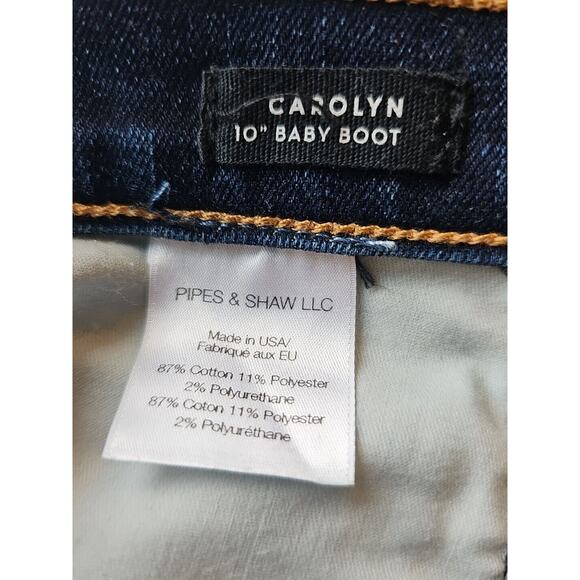 CAROLYN
10" BABY BOOT
PIPES & SHAW LLC
Made in USA/
Fabriqué aux EU
87% Cotton 11% Polyester
2% Polyurethane
87% Coton 11% Polyester
2% Polyuréthane